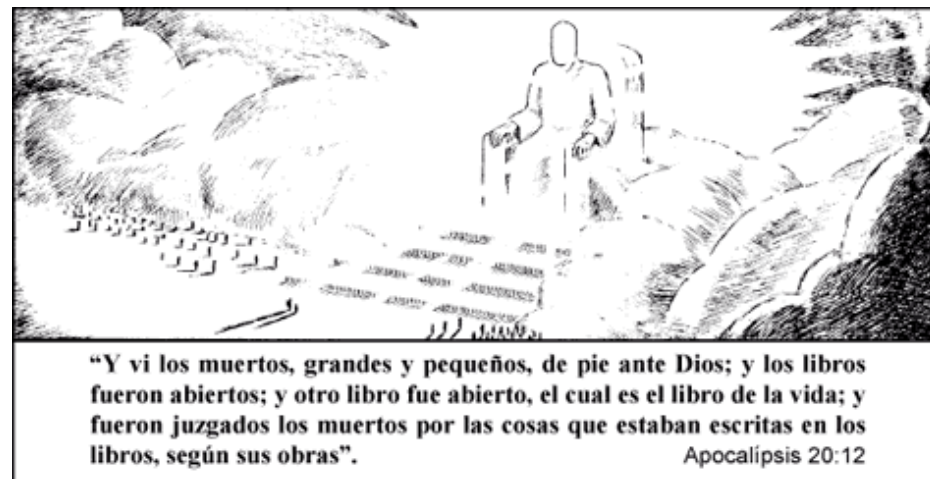 “Y vi los muertos, grandes y pequeños, de pie ante Dios; y los libros
fueron abiertos; y otro libro fue abierto, el cual es el libro de la vida; y
fueron juzgados los muertos por las cosas que estaban escritas en los
libros, según sus obras”. Apocalípsis 20:12